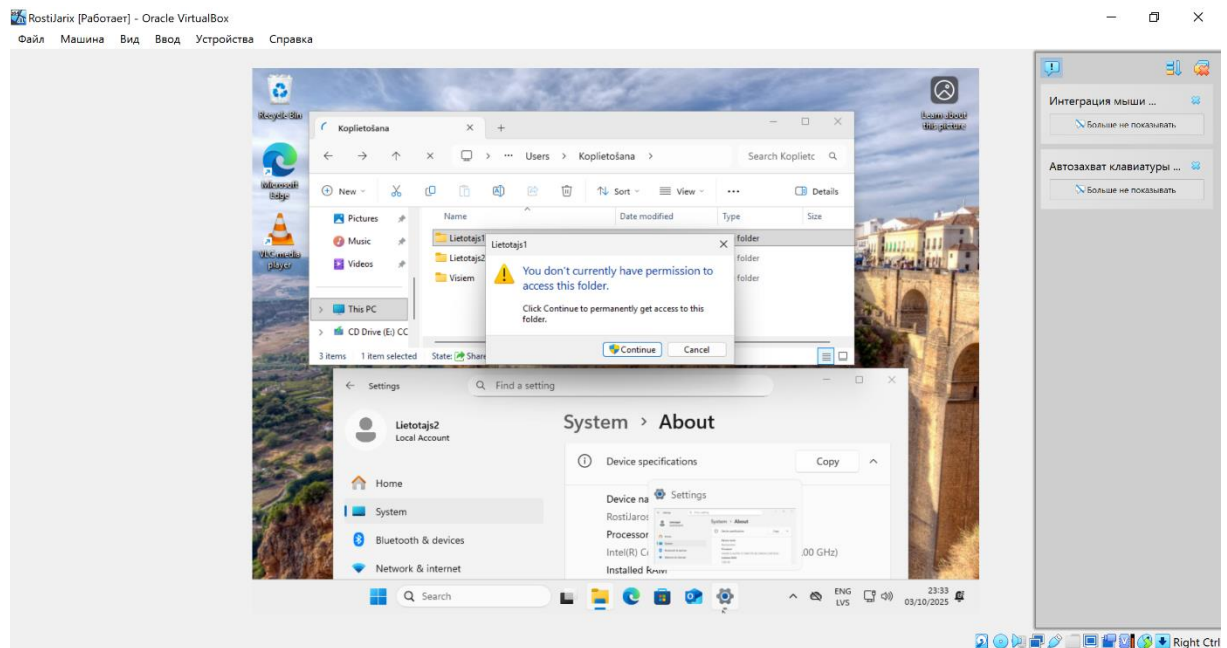 RostiJarix [Работает] - Oracle VirtualBox
Файл Машина Вид Ввод Устройства Справка
Recycle Bin
Learn about
this picture
Microsoft
Edge
VLC media
player
Koplietošana
Users > Koplietošana >
Search Koplietc
New
Sort
View
Details
Pictures
Music
Videos
This PC
CD Drive (E:) CC
Name Date modified Type Size
Lietotajs1 folder
Lietotajs2 folder
Visiem folder
3 items 1 item selected State: Share
Lietotajs1
You don't currently have permission to
access this folder.
Click Continue to permanently get access to this
folder.
Continue Cancel
Settings
Find a setting
Lietotajs2
Local Account
Home
System
Bluetooth & devices
Network & internet
System > About
Device specifications Copy
Device na
RostiJaros
Processor
Intel(R) C .00 GHz)
Installed RAM
Settings
Search
ENG
LVS
23:33
03/10/2025
Интеграция мыши ...
Больше не показывать
Автозахват клавиатуры ...
Больше не показывать
Right Ctrl